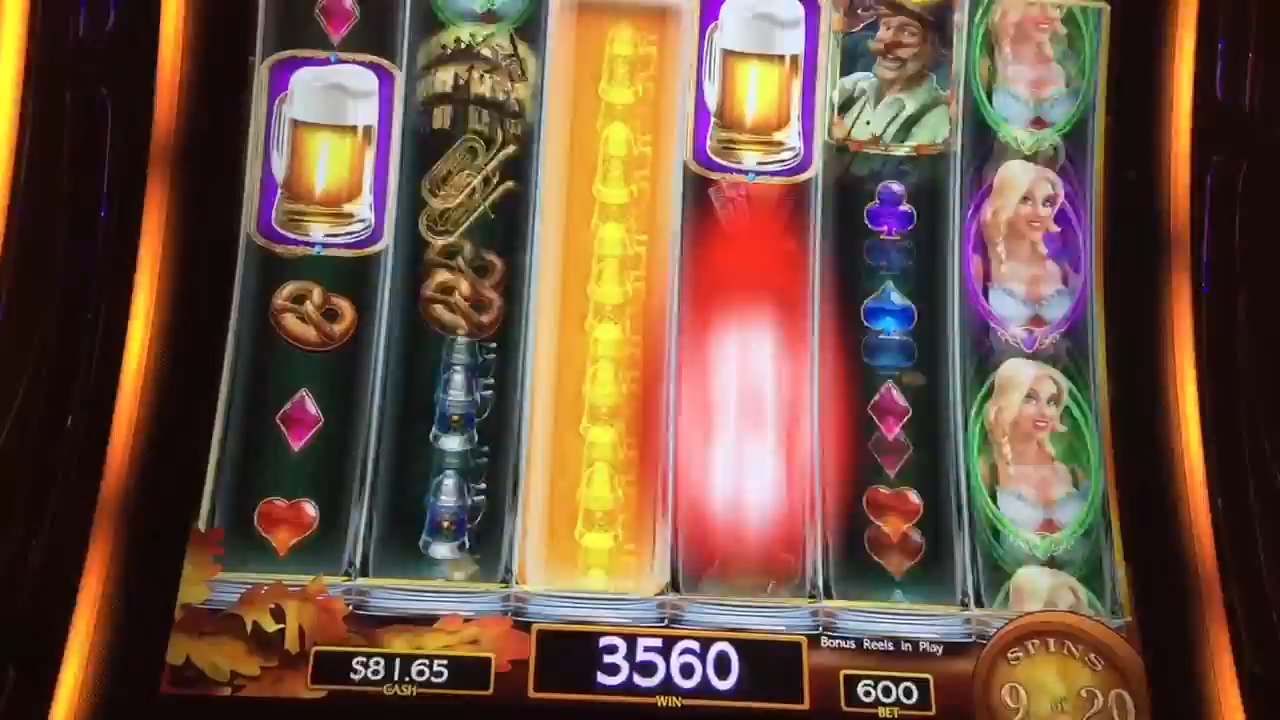 Bonus Reels In Play
$81.65
CASH
3560
WIN
600
BET
SPINS
9 OF 20